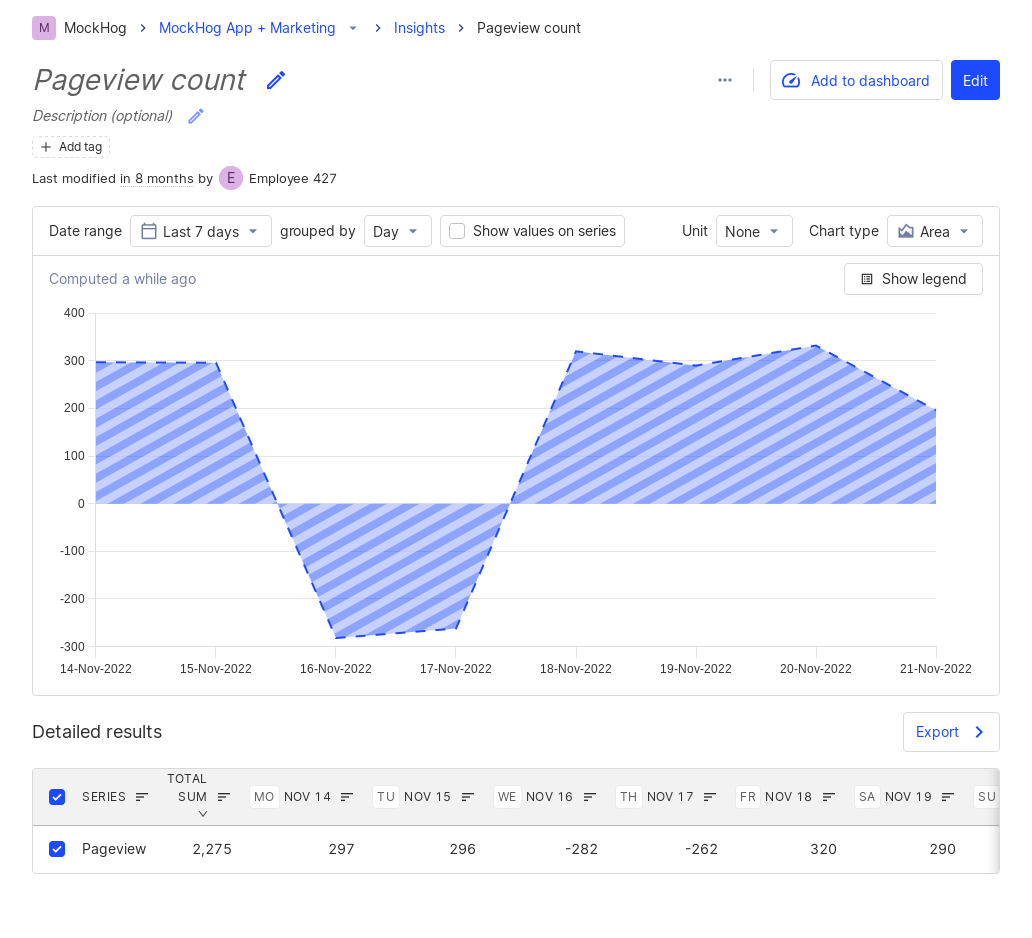 M MockHog > MockHog App + Marketing > Insights > Pageview count
Pageview count
Add to dashboard
Edit
Description (optional)
Add tag
Last modified in 8 months by E Employee 427
Date range Last 7 days grouped by Day Show values on series Unit None Chart type Area
Computed a while ago
Show legend
400
300
200
100
0
-100
-200
-300
14-Nov-2022 15-Nov-2022 16-Nov-2022 17-Nov-2022 18-Nov-2022 19-Nov-2022 20-Nov-2022 21-Nov-2022
Detailed results
Export
SERIES TOTAL SUM MO NOV 14 TU NOV 15 WE NOV 16 TH NOV 17 FR NOV 18 SA NOV 19 SU
Pageview 2,275 297 296 -282 -262 320 290